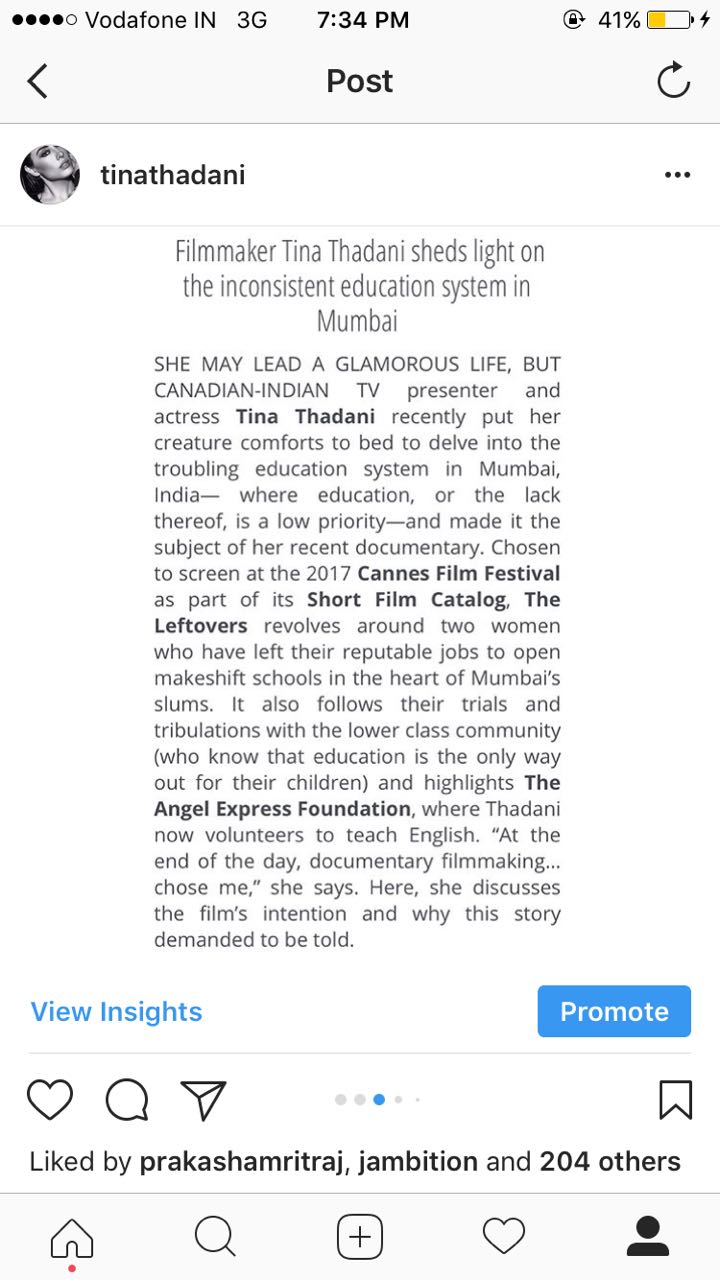 Vodafone IN 3G 7:34 PM 41%
Post
tinathadani
Filmmaker Tina Thadani sheds light on
the inconsistent education system in
Mumbai
SHE MAY LEAD A GLAMOROUS LIFE, BUT
CANADIAN-INDIAN TV presenter and
actress Tina Thadani recently put her
creature comforts to bed to delve into the
troubling education system in Mumbai,
India— where education, or the lack
thereof, is a low priority—and made it the
subject of her recent documentary. Chosen
to screen at the 2017 Cannes Film Festival
as part of its Short Film Catalog, The
Leftovers revolves around two women
who have left their reputable jobs to open
makeshift schools in the heart of Mumbai’s
slums. It also follows their trials and
tribulations with the lower class community
(who know that education is the only way
out for their children) and highlights The
Angel Express Foundation, where Thadani
now volunteers to teach English. “At the
end of the day, documentary filmmaking...
chose me,” she says. Here, she discusses
the film’s intention and why this story
demanded to be told.
View Insights
Promote
Liked by prakashamritraj, jambition and 204 others